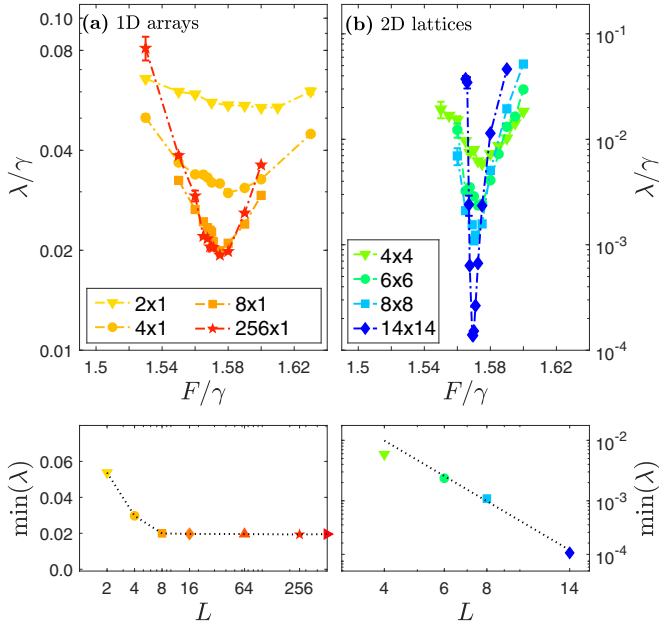 (a) 1D arrays
(b) 2D lattices
0.10
0.08
0.06
0.04
0.02
0.01
λ/γ
10⁻¹
10⁻²
10⁻³
10⁻⁴
λ/γ
2x1
4x1
8x1
256x1
4x4
6x6
8x8
14x14
1.5 1.54 1.58 1.62
F/γ
1.5 1.54 1.58 1.62
F/γ
0.06
0.04
0.02
0.0
min(λ)
10⁻²
10⁻³
10⁻⁴
min(λ)
2 4 8 16 64 256
L
4 6 8 14
L